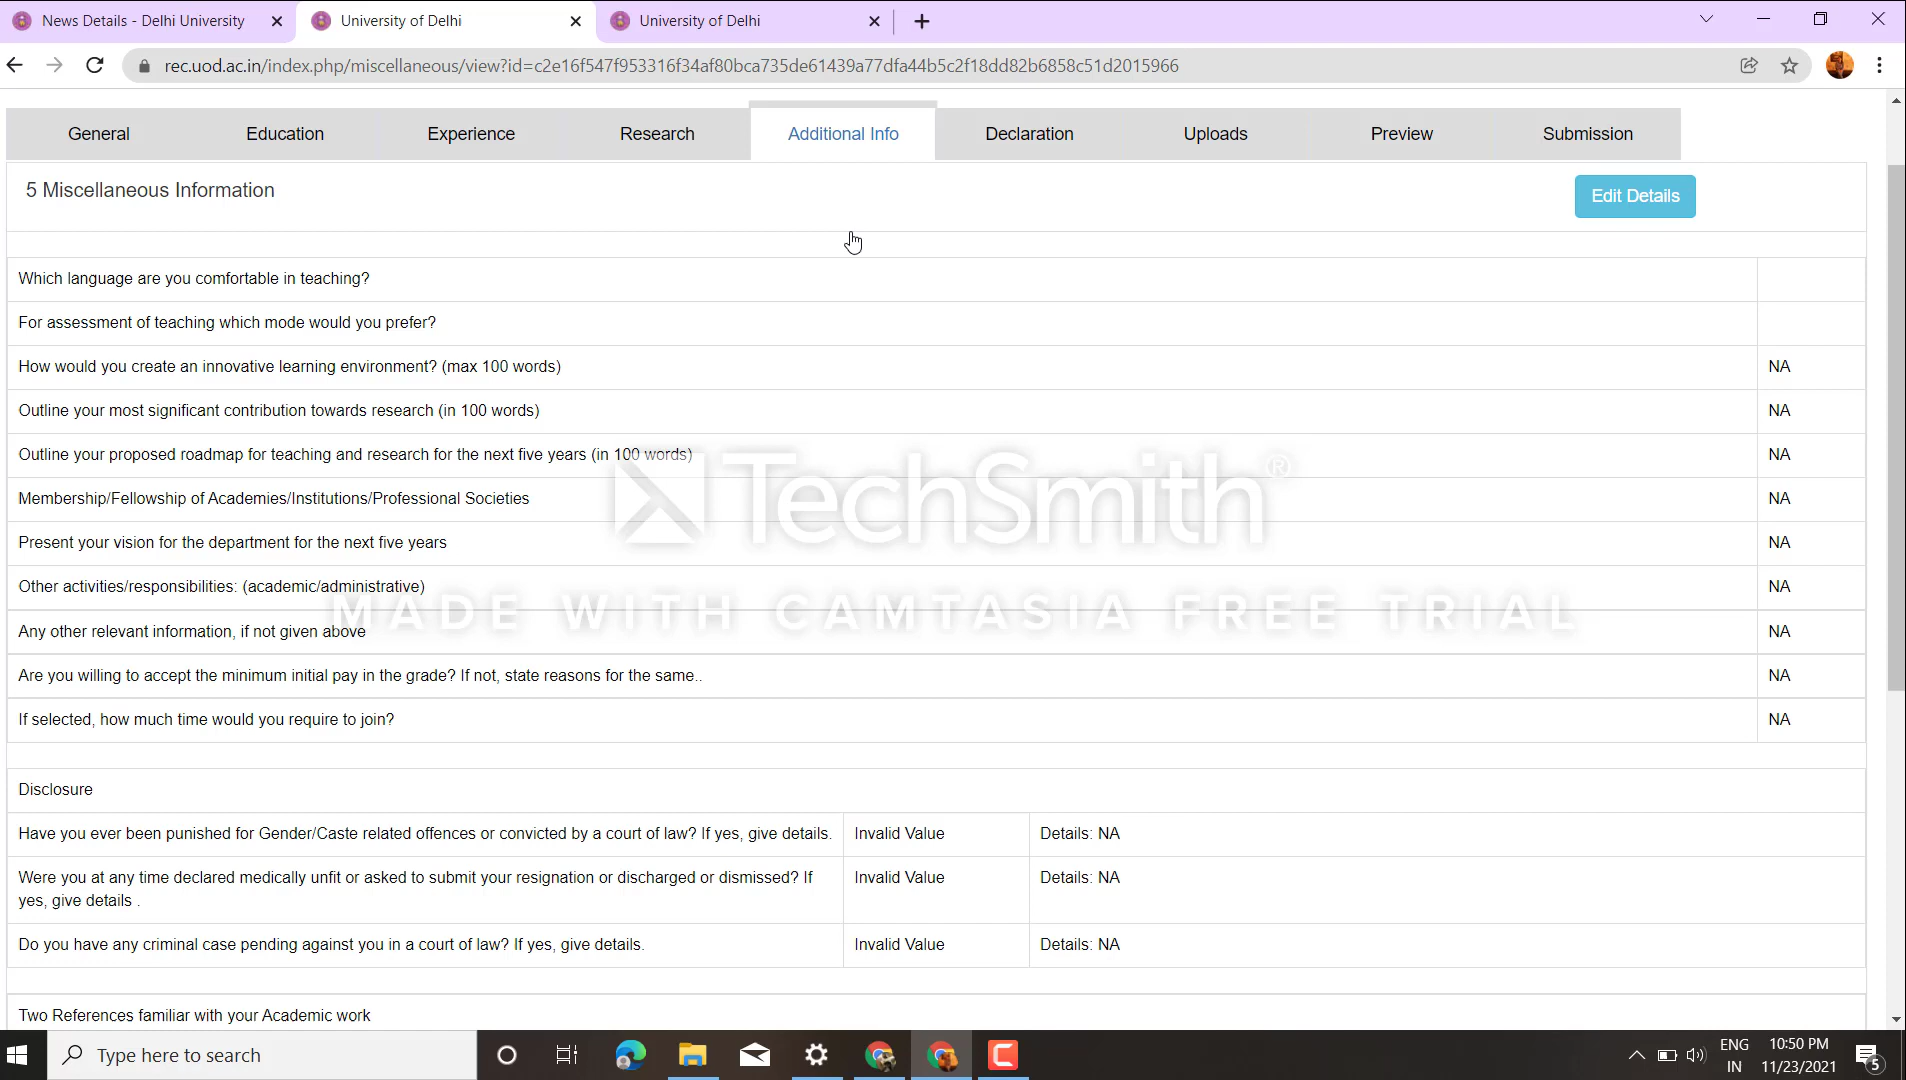 News Details - Delhi University
University of Delhi
University of Delhi
rec.uod.ac.in/index.php/miscellaneous/view?id=c2e16f547f953316f34af80bca735de61439a77dfa44b5c2f18dd82b6858c51d2015966
General Education Experience Research Additional Info Declaration Uploads Preview Submission
5 Miscellaneous Information
Edit Details
Which language are you comfortable in teaching?
For assessment of teaching which mode would you prefer?
How would you create an innovative learning environment? (max 100 words) NA
Outline your most significant contribution towards research (in 100 words) NA
Outline your proposed roadmap for teaching and research for the next five years (in 100 words) NA
Membership/Fellowship of Academies/Institutions/Professional Societies NA
Present your vision for the department for the next five years NA
Other activities/responsibilities: (academic/administrative) NA
Any other relevant information, if not given above NA
Are you willing to accept the minimum initial pay in the grade? If not, state reasons for the same.. NA
If selected, how much time would you require to join? NA
TechSmith®
MADE WITH CAMTASIA FREE TRIAL
Disclosure
Have you ever been punished for Gender/Caste related offences or convicted by a court of law? If yes, give details. Invalid Value Details: NA
Were you at any time declared medically unfit or asked to submit your resignation or discharged or dismissed? If Invalid Value Details: NA
yes, give details .
Do you have any criminal case pending against you in a court of law? If yes, give details. Invalid Value Details: NA
Two References familiar with your Academic work
Type here to search
ENG
IN
10:50 PM
11/23/2021
5